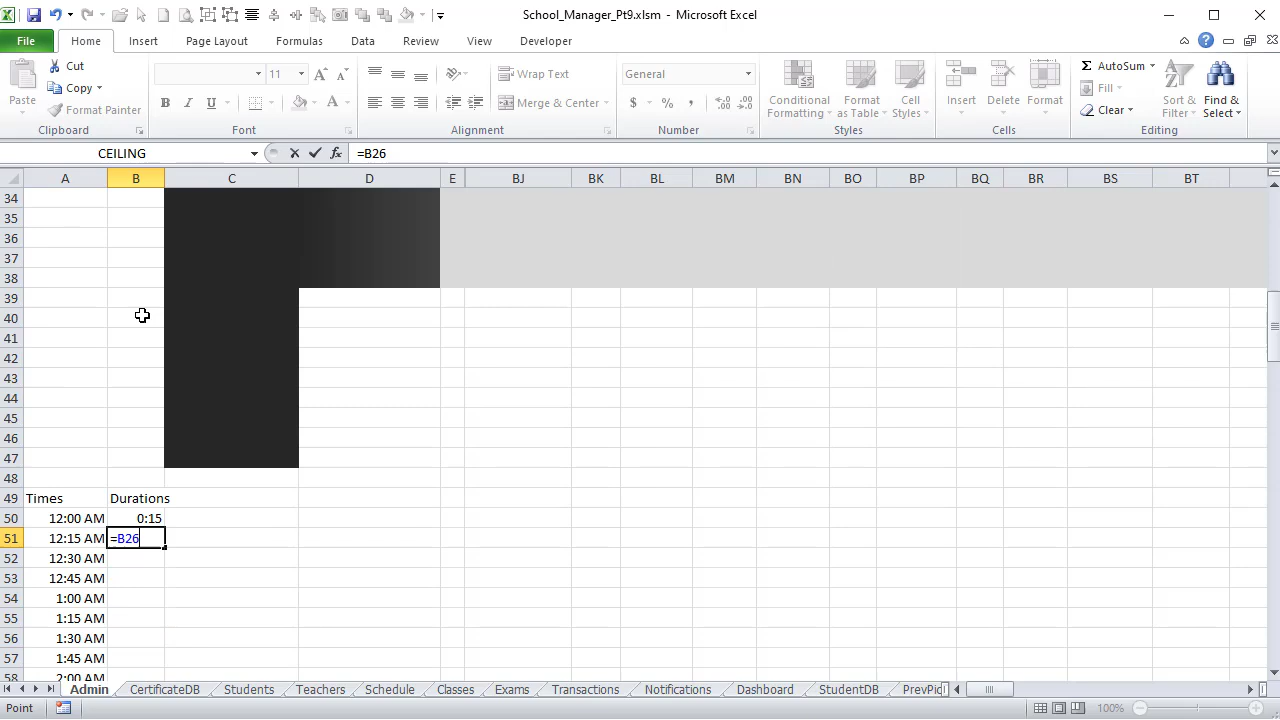 School_Manager_Pt9.xlsm - Microsoft Excel
File Home Insert Page Layout Formulas Data Review View Developer
Paste Cut Copy Format Painter Clipboard
11 B I U A A A Font
Wrap Text Merge & Center Alignment
General $ % , .00 .0 Number
Conditional Formatting Format as Table Cell Styles Styles
Insert Delete Format Cells
Σ AutoSum Fill Clear Sort & Filter Find & Select Editing
CEILING fx =B26
A B C D E BJ BK BL BM BN BO BP BQ BR BS BT
34
35
36
37
38
39
40
41
42
43
44
45
46
47
48
49 Times Durations
50 12:00 AM 0:15
51 12:15 AM =B26
52 12:30 AM
53 12:45 AM
54 1:00 AM
55 1:15 AM
56 1:30 AM
57 1:45 AM
58 2:00 AM
Admin CertificateDB Students Teachers Schedule Classes Exams Transactions Notifications Dashboard StudentDB PrevPic
Point 100%